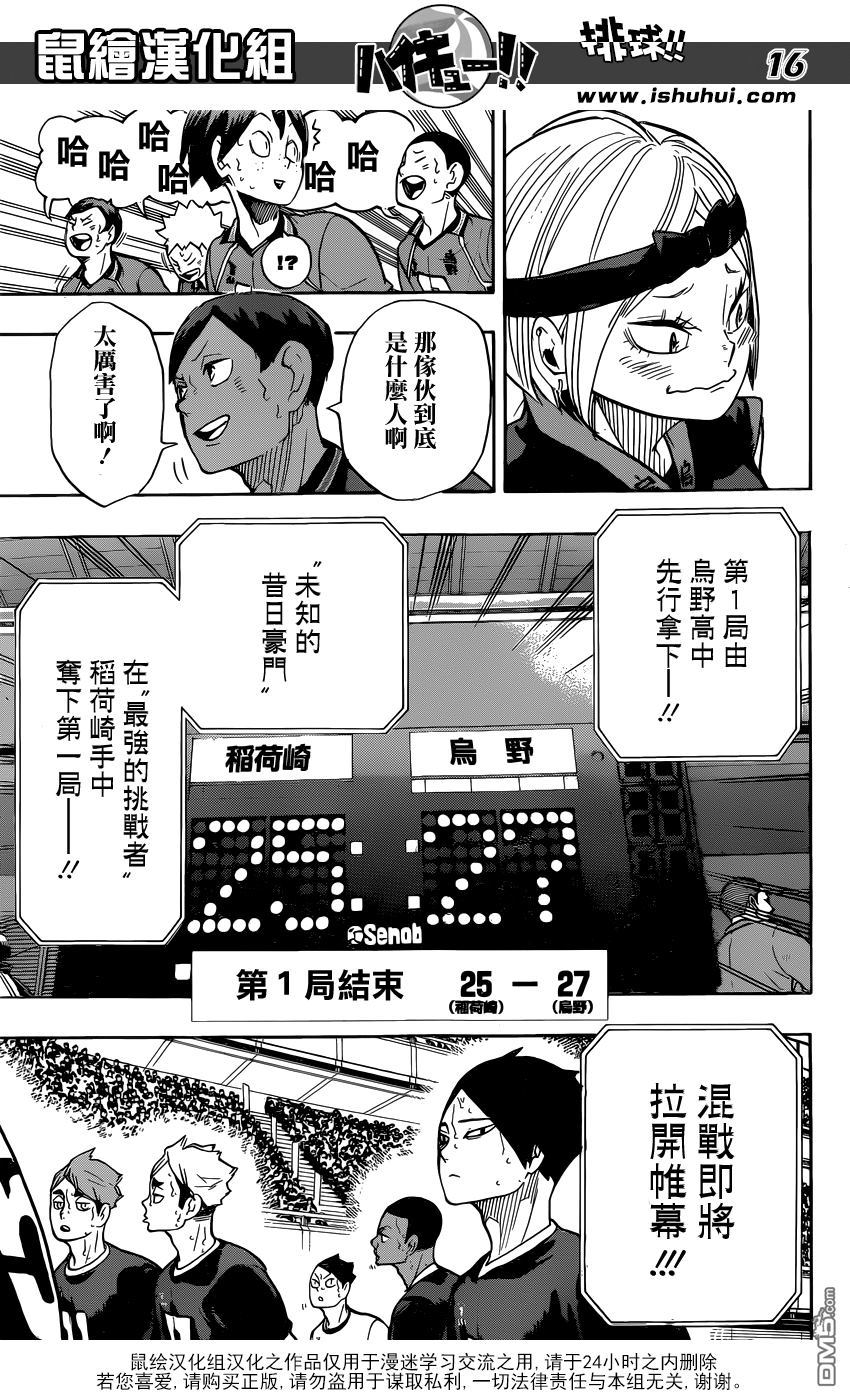 鼠繪漢化組
ハイキュー!!
排球!!
16
www.ishuhui.com
哈
哈
哈
哈
哈
哈
!?
那傢伙到底
是什麼人啊
太厲害了啊！
第1局由
烏野高中
先行拿下─!!
"未知的
昔日豪門"
在"最強的挑戰者"
稻荷崎手中
奪下第一局──!!
稻荷崎
烏野
25:27
Senoh
第1局結束 25 — 27
(稻荷崎) (烏野)
混戰即將
拉開帷幕!!!
鼠绘汉化组汉化之作品仅用于漫迷学习交流之用, 请于24小时之内删除
若您喜爱, 请购买正版, 请勿盗用于谋取私利, 一切法律责任与本组无关, 谢谢.
DM5.com